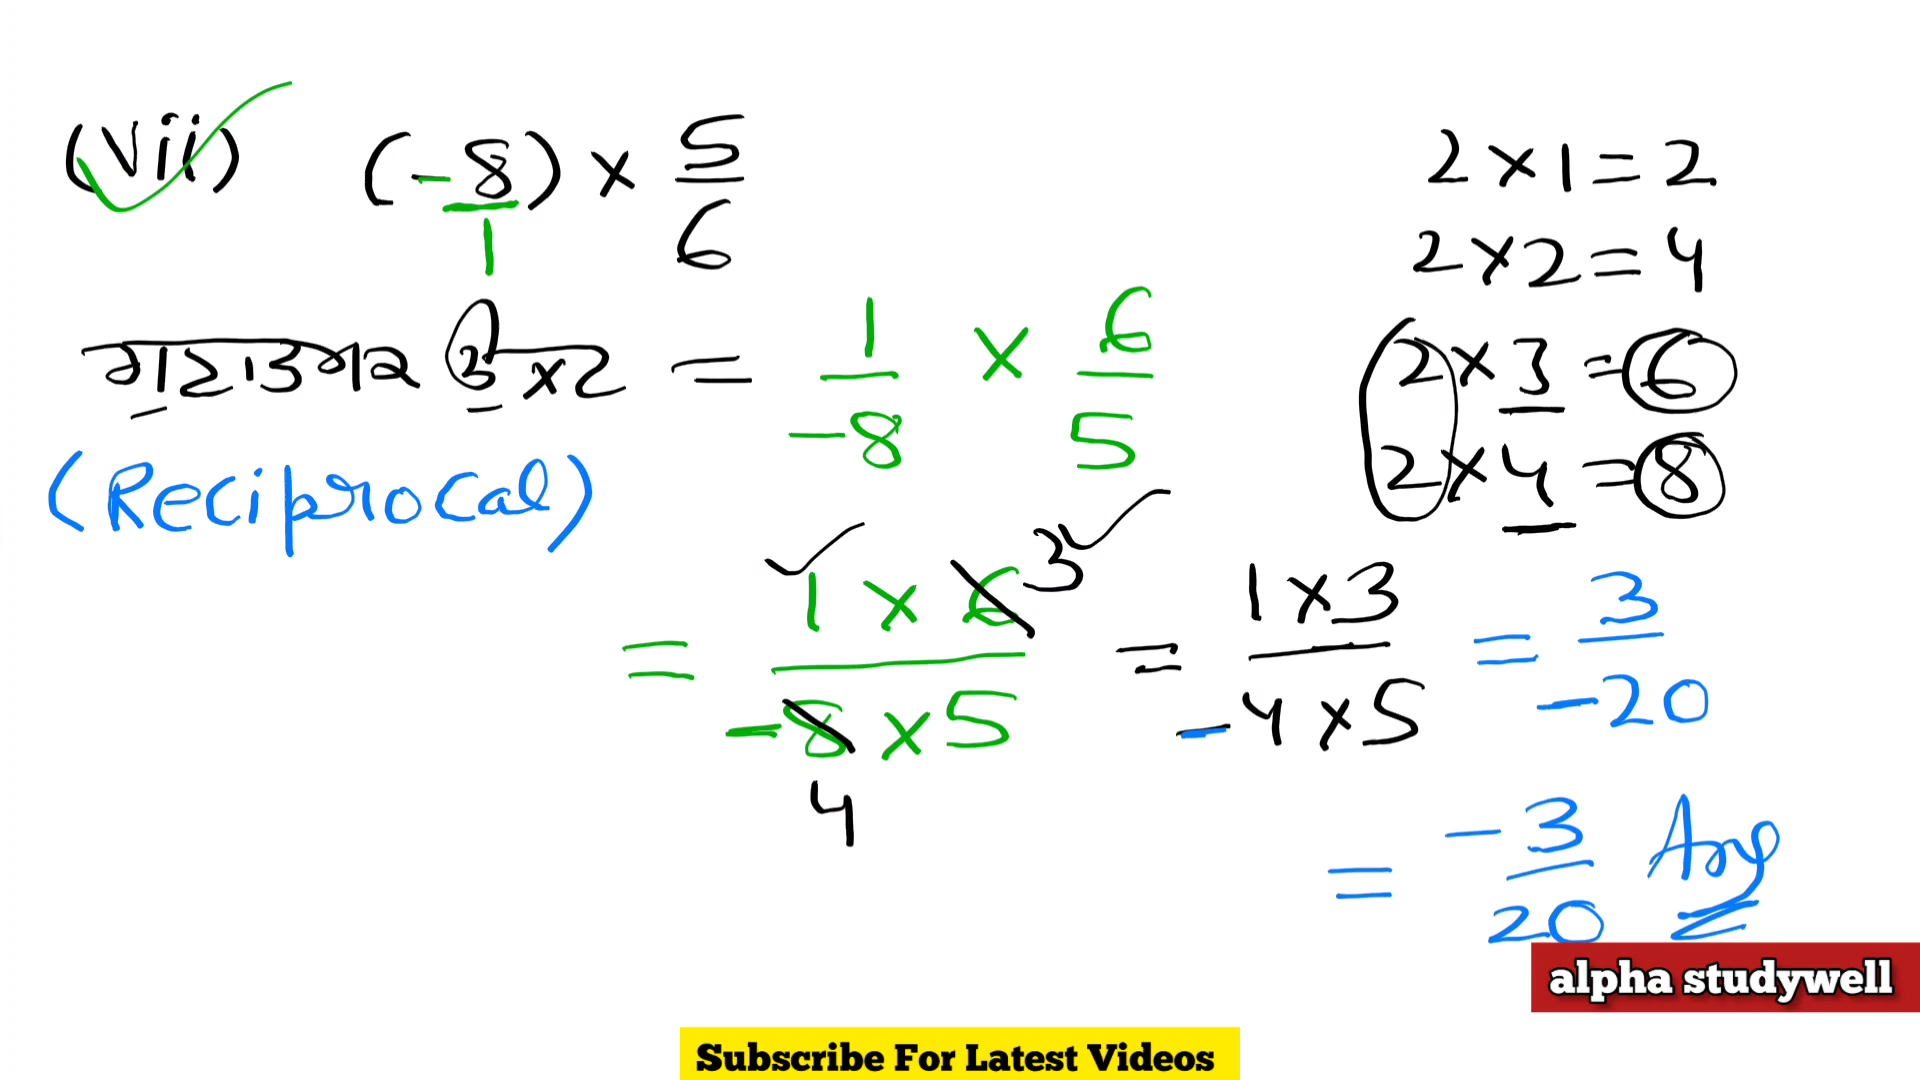 (Vii) (-8/1) × 5/6
= 1/-8 × 6/5
(Reciprocal)
= 1 × 6 3 / -8 × 5 4
= 1 × 3 / -4 × 5
= 3/-20
= -3/20 Ans
2 × 1 = 2
2 × 2 = 4
2 × 3 = 6
2 × 4 = 8
alpha studywell
Subscribe For Latest Videos